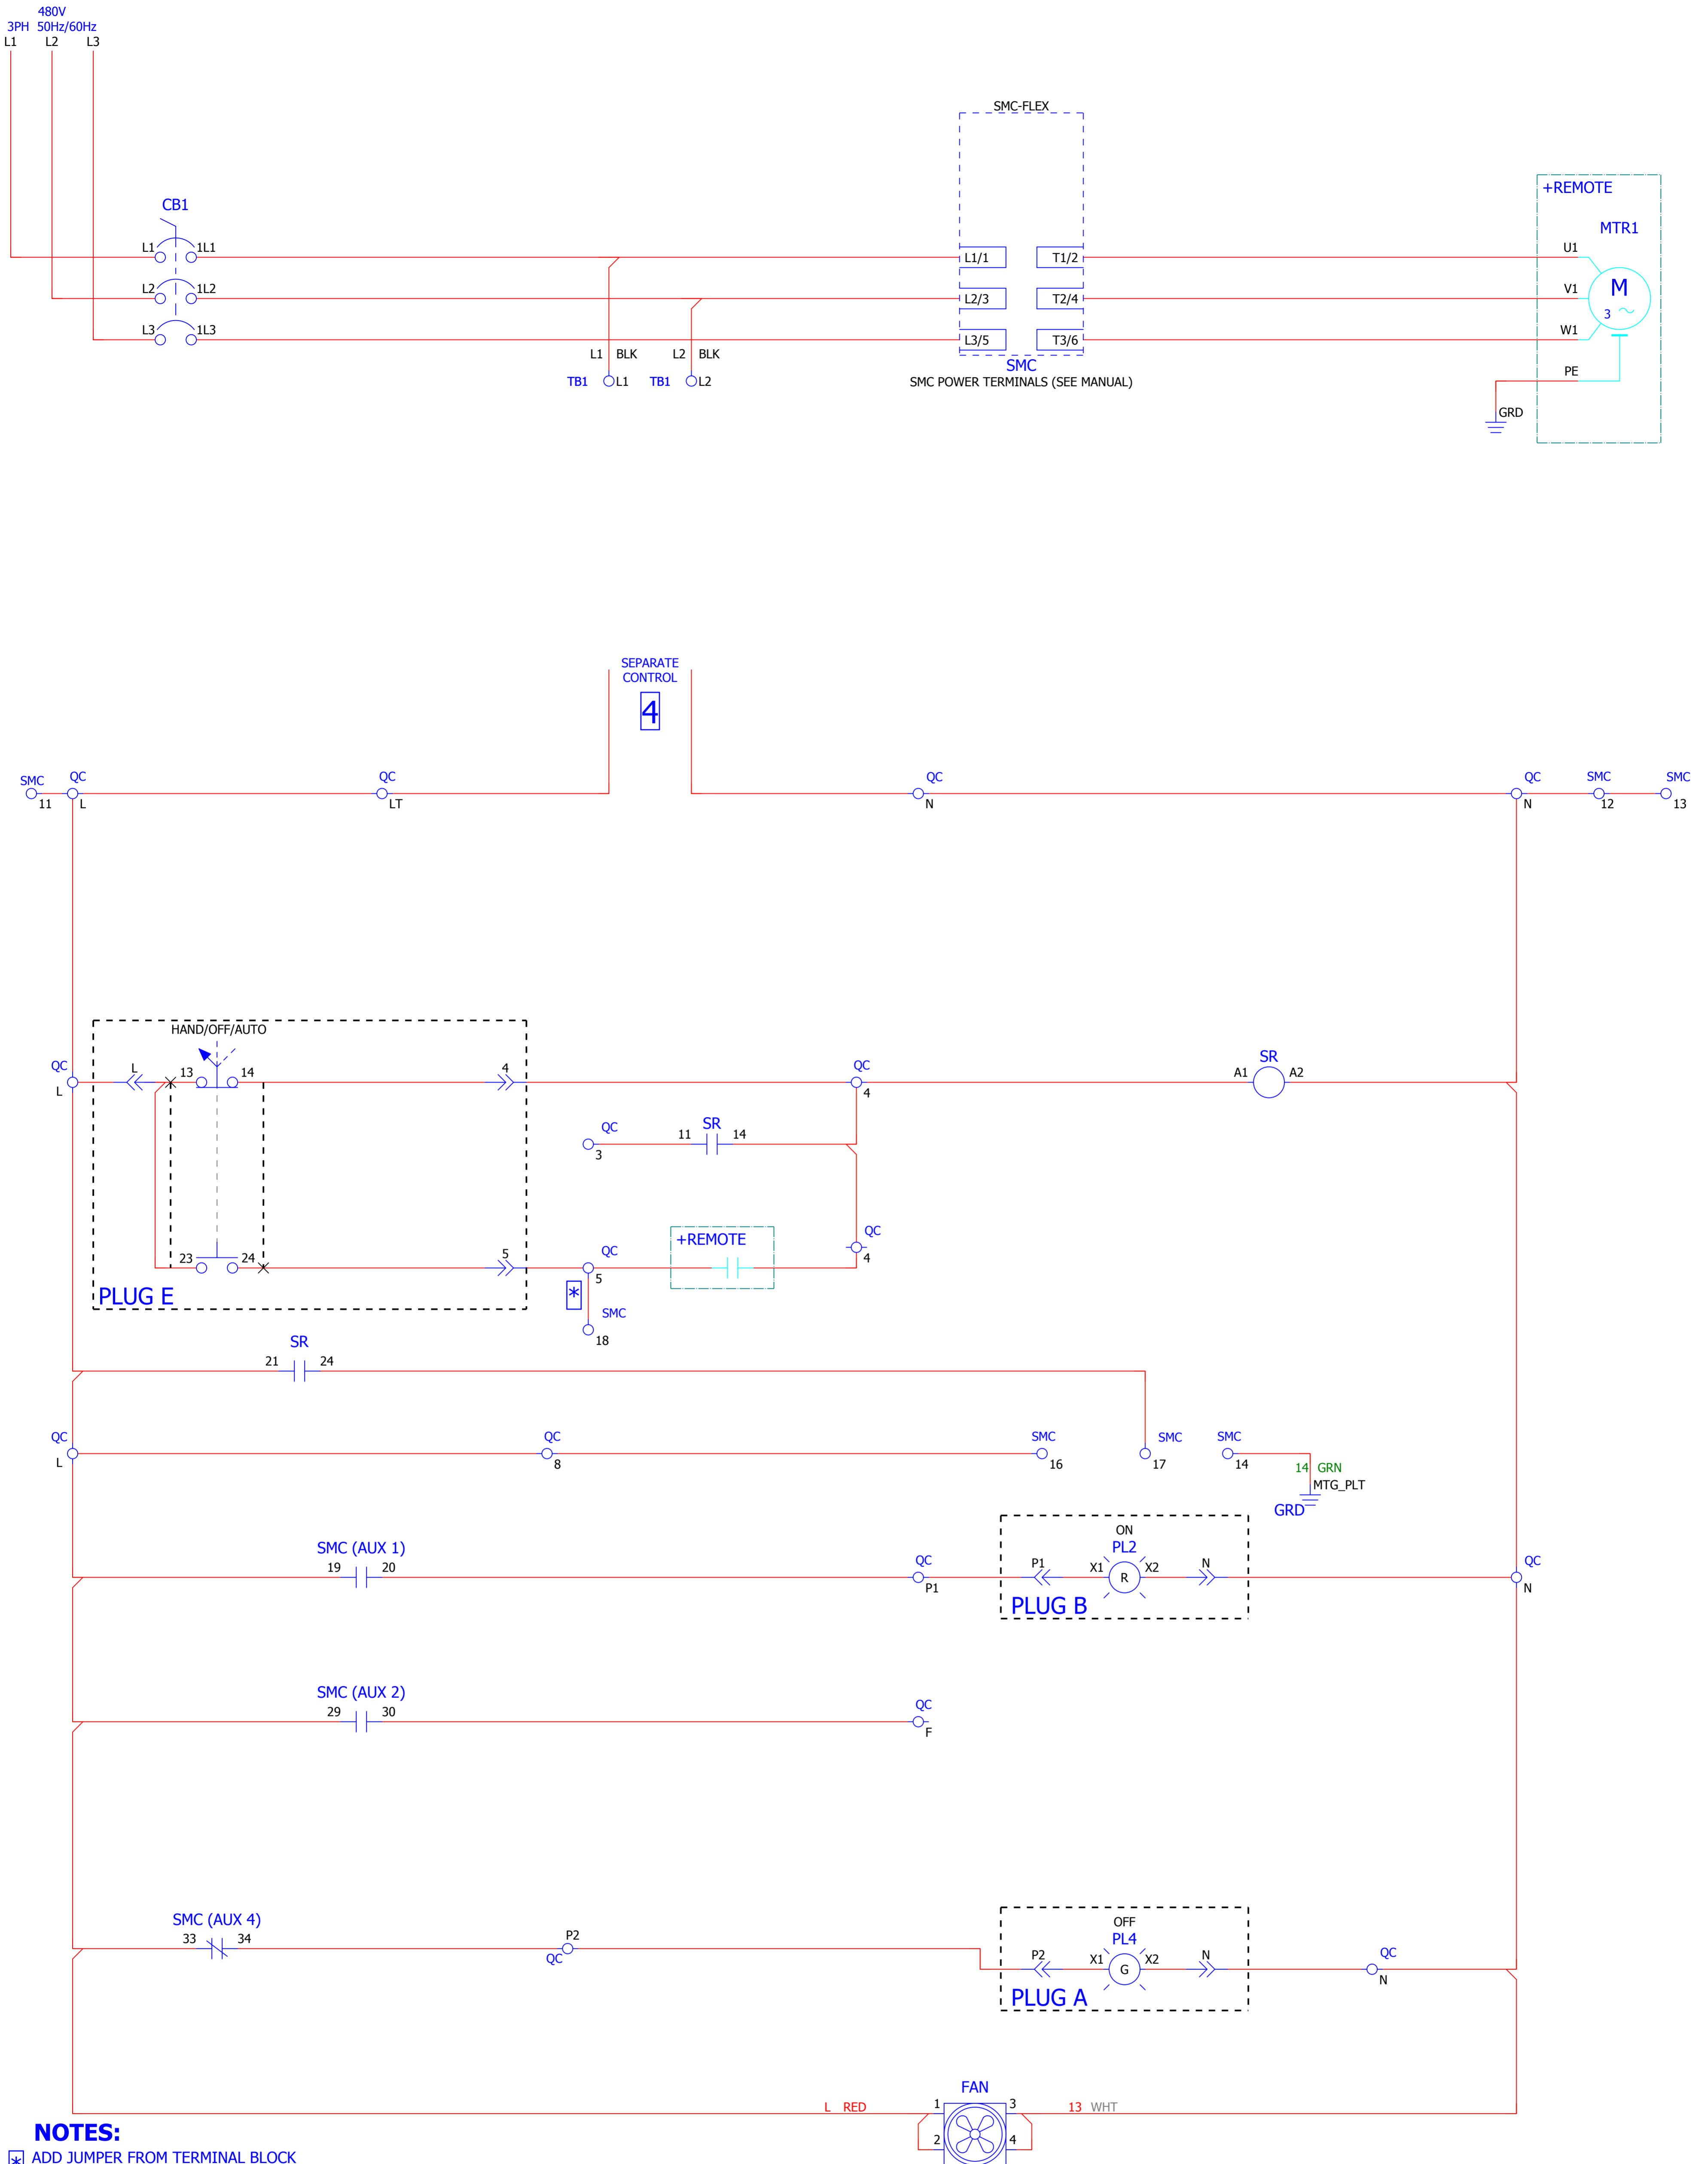 480V
3PH 50Hz/60Hz
L1 L2 L3
SMC-FLEX
+REMOTE
CB1
MTR1
L1 1L1 L1/1 T1/2 U1
L2 1L2 L2/3 T2/4 V1
M
3
L3 1L3 L3/5 T3/6 W1
L1 BLK L2 BLK
SMC
PE
TB1 L1 TB1 L2
SMC POWER TERMINALS (SEE MANUAL)
GRD
SEPARATE
CONTROL
4
SMC QC QC QC QC SMC SMC
11 L LT N N 12 13
HAND/OFF/AUTO
QC L 13 14 4 QC SR
A1 A2
L 4
QC 11 SR 14
3
+REMOTE QC
23 24 5 QC 4
5
PLUG E
*
SMC
18
SR
21 24
QC QC SMC SMC SMC
L 8 16 17 14
14 GRN
MTG_PLT
GRD
ON
SMC (AUX 1) PL2
19 20 QC P1 X1 X2 N QC
R
P1 N
PLUG B
SMC (AUX 2)
29 30 QC
F
SMC (AUX 4) OFF
33 34 P2 PL4
QC P2 X1 X2 N QC
G
N
PLUG A
FAN
L RED 1 3 13 WHT
NOTES:
2 4
* ADD JUMPER FROM TERMINAL BLOCK